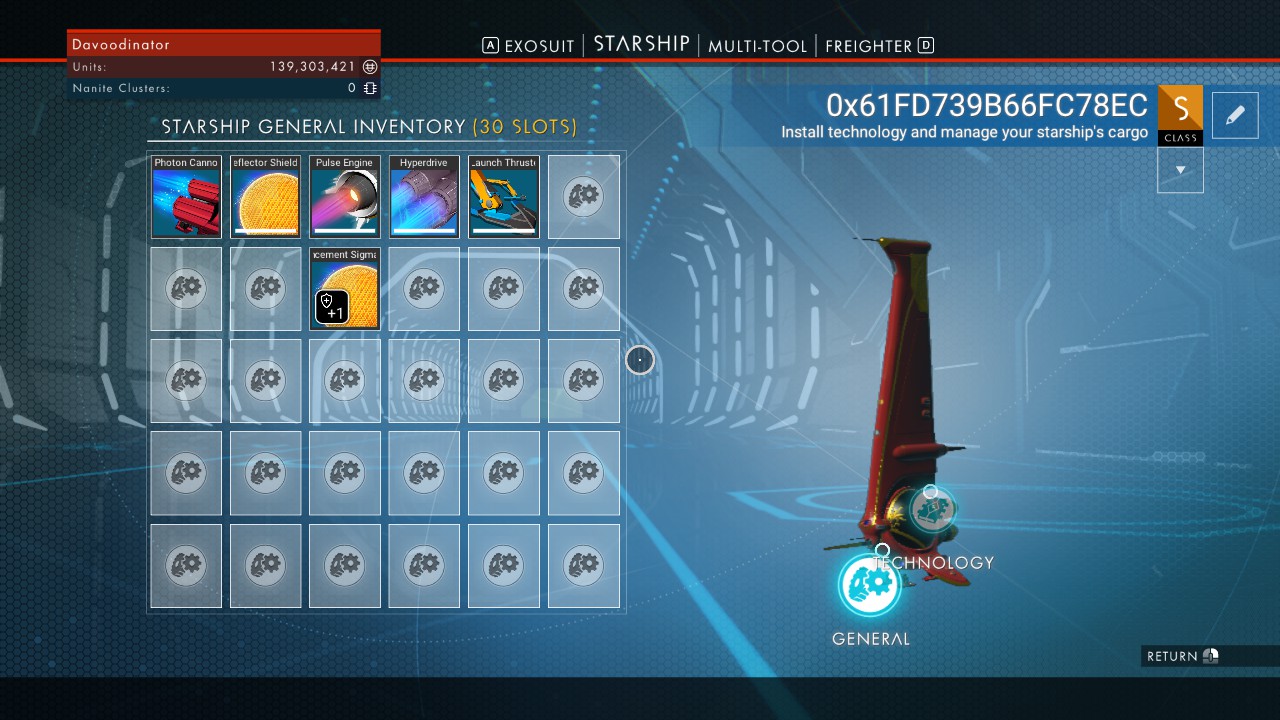 Davoodinator
Units: 139,303,421
Nanite Clusters: 0
A EXOSUIT STARSHIP MULTI-TOOL FREIGHTER D
STARSHIP GENERAL INVENTORY (30 SLOTS)
0x61FD739B66FC78EC
Install technology and manage your starship's cargo
S
CLASS
Photon Canno eflector Shield Pulse Engine Hyperdrive aunch Thrust
cement Sigma
+1
TECHNOLOGY
GENERAL
RETURN